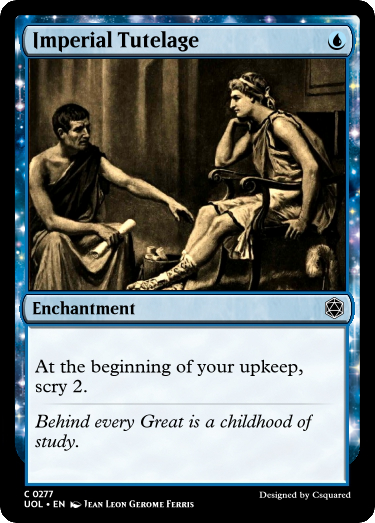 Imperial Tutelage
Enchantment
At the beginning of your upkeep,
scry 2.
Behind every Great is a childhood of
study.
C 0277
UOL • EN Jean Leon Gerome Ferris
Designed by Csquared